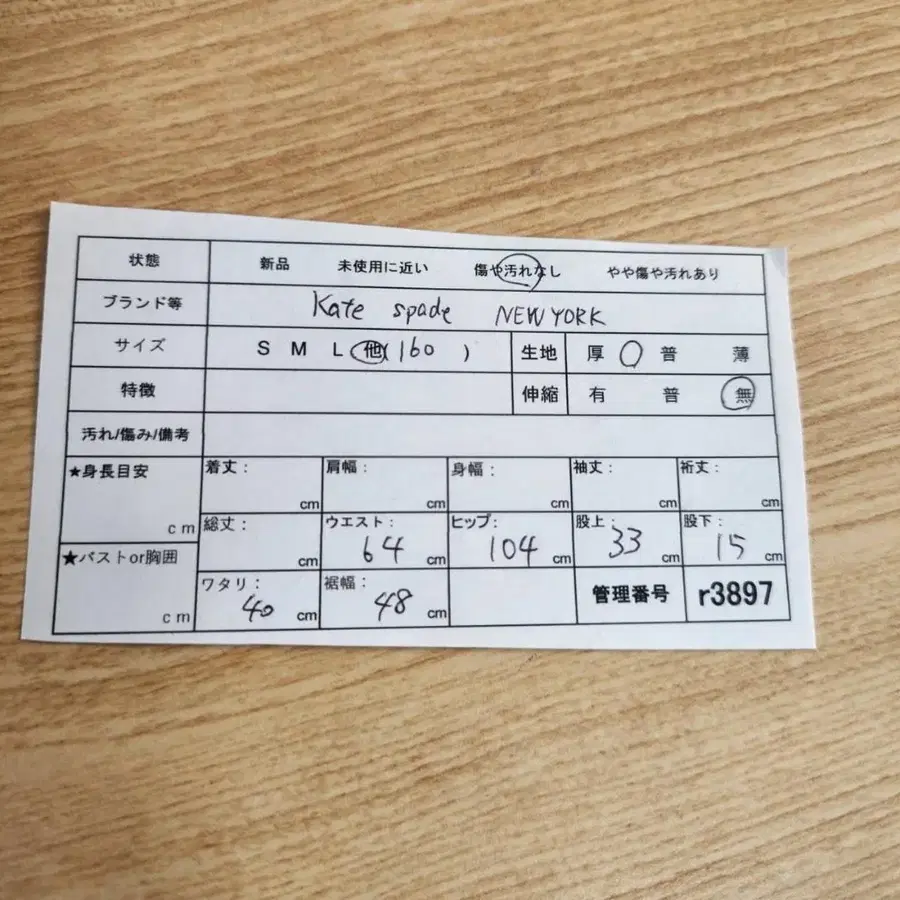 状態 新品 未使用に近い 傷や汚れなし やや傷や汚れあり
ブランド等 Kate spade NEW YORK
サイズ S M L 他(160 ) 生地 厚 普 薄
特徴 伸縮 有 普 無
汚れ/傷み/備考
★身長目安 cm 着丈: cm 肩幅: cm 身幅: cm 袖丈: cm 裄丈: cm
総丈: cm ウエスト: 64 cm ヒップ: 104 cm 股上: 33 cm 股下: 15 cm
★バストor胸囲 cm ワタリ: 40 cm 裾幅: 48 cm 管理番号 r3897